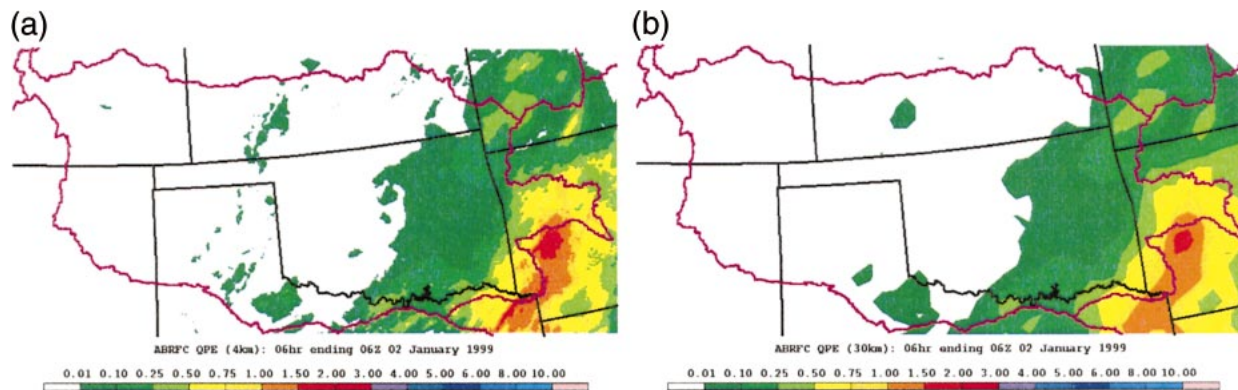 (a)
(b)
ABRFC QPE (4km): 06hr ending 06Z 02 January 1999
ABRFC QPE (30km): 06hr ending 06Z 02 January 1999
0.01 0.10 0.25 0.50 0.75 1.00 1.50 2.00 3.00 4.00 5.00 6.00 8.00 10.00
0.01 0.10 0.25 0.50 0.75 1.00 1.50 2.00 3.00 4.00 5.00 6.00 8.00 10.00